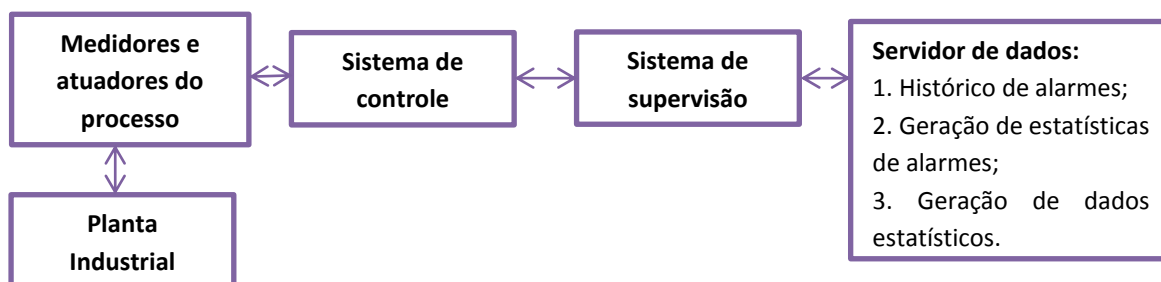 Medidores e
atuadores do
processo
Sistema de
controle
Sistema de
supervisão
Servidor de dados:
1. Histórico de alarmes;
2. Geração de estatísticas
de alarmes;
3. Geração de dados
estatísticos.
Planta
Industrial